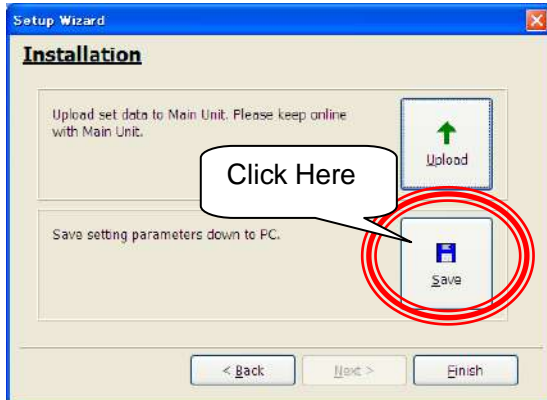 Setup Wizard
Installation
Upload set data to Main Unit. Please keep online
with Main Unit.
Upload
Click Here
Save setting parameters down to PC.
Save
< Back
Next >
Finish